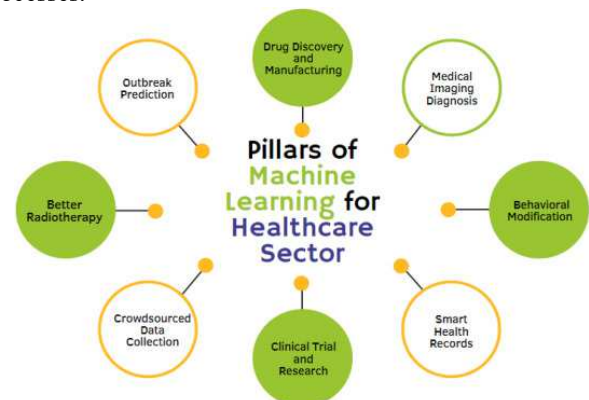 Drug Discovery
and
Manufacturing
Outbreak
Prediction
Medical
Imaging
Diagnosis
Pillars of
Machine
Learning for
Healthcare
Sector
Better
Radiotherapy
Behavioral
Modification
Crowdsourced
Data
Collection
Smart
Health
Records
Clinical Trial
and
Research